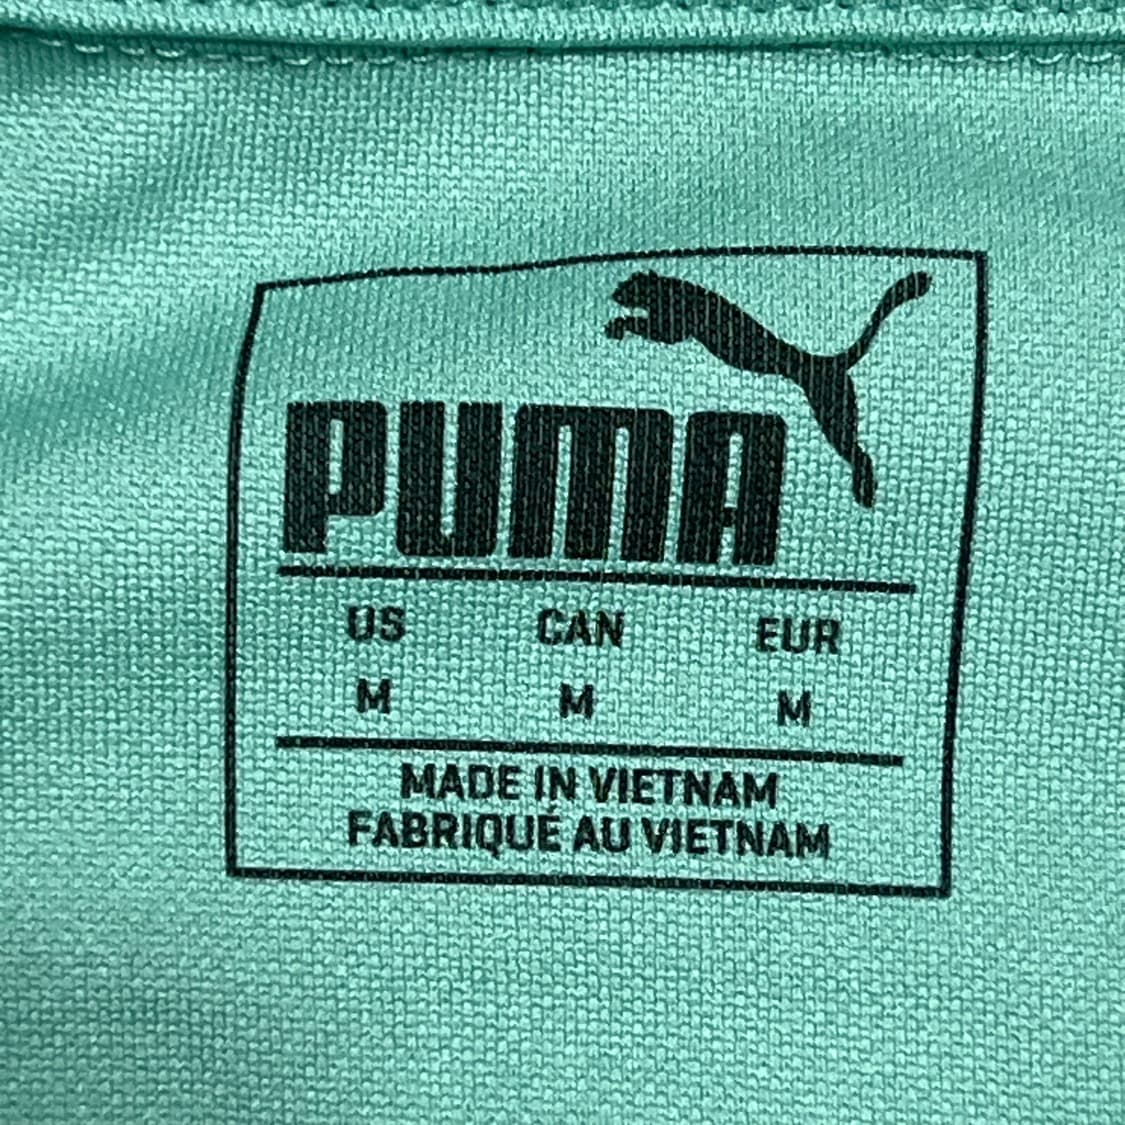 PUMA
US CAN EUR
M M M
MADE IN VIETNAM
FABRIQUÉ AU VIETNAM